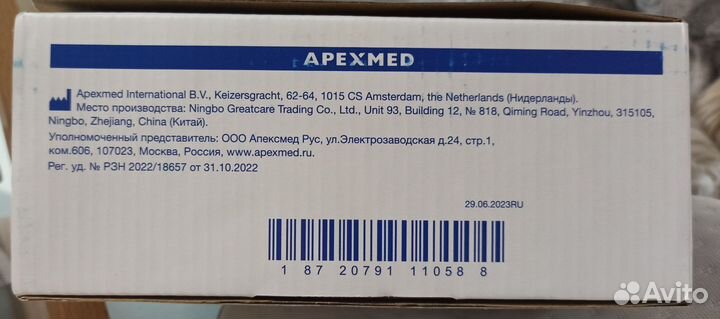 APEXMED
Apexmed International B.V., Keizersgracht, 62-64, 1015 CS Amsterdam, the Netherlands (Нидерланды).
Место производства: Ningbo Greatcare Trading Co., Ltd., Unit 93, Building 12, № 818, Qiming Road, Yinzhou, 315105,
Ningbo, Zhejiang, China (Китай).
Уполномоченный представитель: ООО Апексмед Рус, ул.Электрозаводская д.24, стр.1,
ком.606, 107023, Москва, Россия, www.apexmed.ru.
Рег. уд. № РЗН 2022/18657 от 31.10.2022
29.06.2023RU
1 87 20791 11058 8
Avito